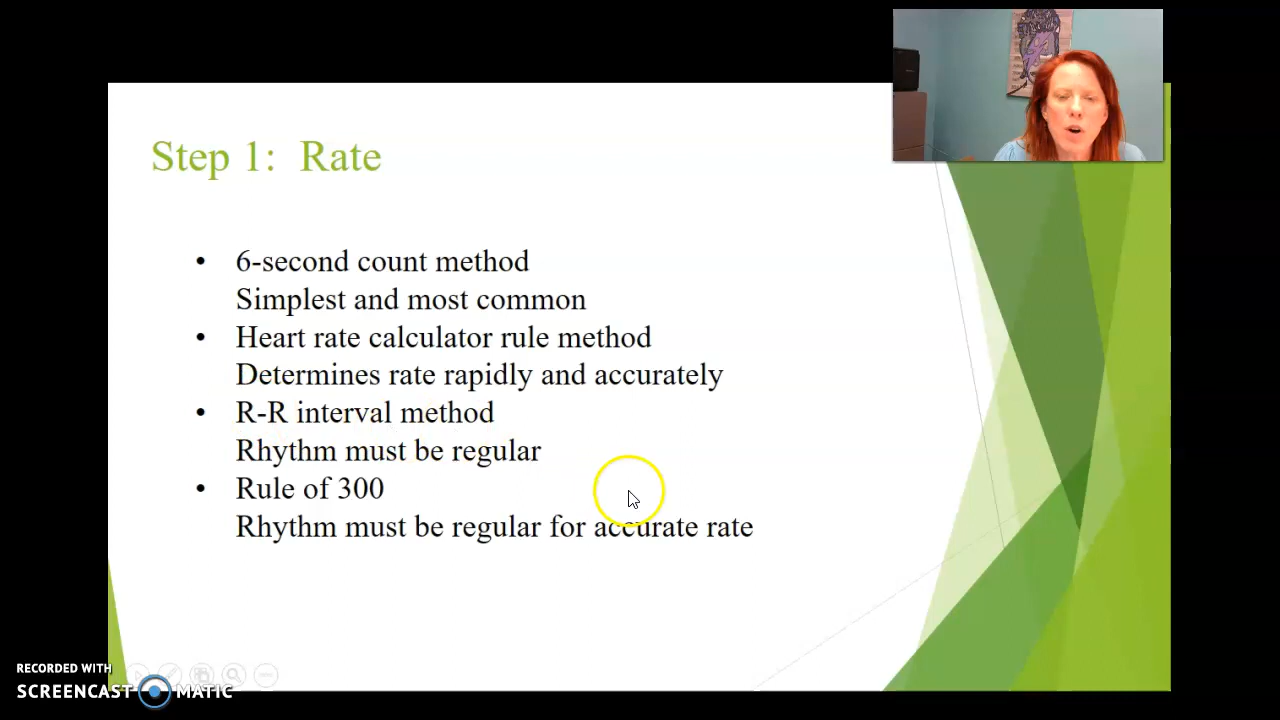 Step 1: Rate
• 6-second count method
Simplest and most common
• Heart rate calculator rule method
Determines rate rapidly and accurately
• R-R interval method
Rhythm must be regular
• Rule of 300
Rhythm must be regular for accurate rate
RECORDED WITH
SCREENCAST MATIC